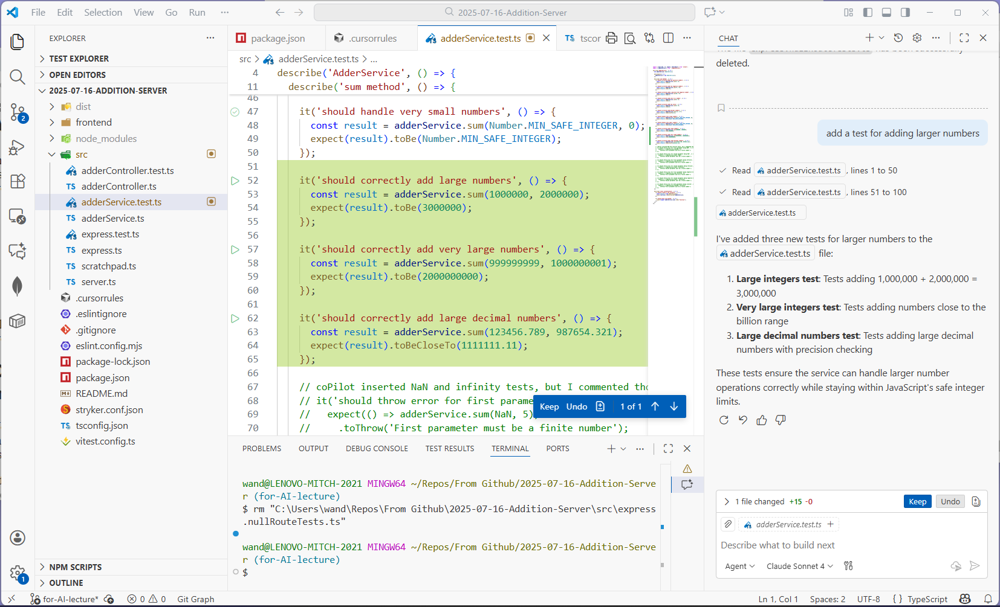 File Edit Selection View Go Run ··· 2025-07-16-Addition-Server
EXPLORER ···
TEST EXPLORER
OPEN EDITORS
2025-07-16-ADDITION-SERVER
dist
frontend
node_modules
src
adderController.test.ts
TS adderController.ts
adderService.test.ts
TS adderService.ts
express.test.ts
TS express.ts
TS scratchpad.ts
TS server.ts
.cursorrules
.eslintignore
.gitignore
eslint.config.mjs
package-lock.json
package.json
README.md
stryker.conf.json
TS tsconfig.json
vitest.config.ts
NPM SCRIPTS
OUTLINE
2
1
package.json .cursorrules adderService.test.ts TS tscor ···
src > adderService.test.ts > ...
4 describe('AdderService', () => {
11 describe('sum method', () => {
46
47 it('should handle very small numbers', () => {
48 const result = adderService.sum(Number.MIN_SAFE_INTEGER, 0);
49 expect(result).toBe(Number.MIN_SAFE_INTEGER);
50 });
51
52 it('should correctly add large numbers', () => {
53 const result = adderService.sum(1000000, 2000000);
54 expect(result).toBe(3000000);
55 });
56
57 it('should correctly add very large numbers', () => {
58 const result = adderService.sum(999999999, 1000000001);
59 expect(result).toBe(2000000000);
60 });
61
62 it('should correctly add large decimal numbers', () => {
63 const result = adderService.sum(123456.789, 987654.321);
64 expect(result).toBeCloseTo(1111111.11);
65 });
66
67 // coPilot inserted NaN and infinity tests, but I commented
68 // it('should throw error for first parame
69 // expect(() => adderService.sum(NaN, 5)
70 // .toThrow('First parameter must be a finite number');
Keep Undo 1 of 1
PROBLEMS OUTPUT DEBUG CONSOLE TEST RESULTS TERMINAL PORTS ···
wand@LENOVO-MITCH-2021 MINGW64 ~/Repos/From Github/2025-07-16-Addition-Serve
r (for-AI-lecture)
$ rm "C:\Users\wand\Repos\From Github\2025-07-16-Addition-Server\src\express
.nullRouteTests.ts"
wand@LENOVO-MITCH-2021 MINGW64 ~/Repos/From Github/2025-07-16-Addition-Serve
r (for-AI-lecture)
$
CHAT ···
deleted.
add a test for adding larger numbers
Read adderService.test.ts , lines 1 to 50
Read adderService.test.ts , lines 51 to 100
adderService.test.ts
I've added three new tests for larger numbers to the
adderService.test.ts file:
1. Large integers test: Tests adding 1,000,000 + 2,000,000 =
3,000,000
2. Very large integers test: Tests adding numbers close to the
billion range
3. Large decimal numbers test: Tests adding large decimal
numbers with precision checking
These tests ensure the service can handle larger number
operations correctly while staying within JavaScript's safe integer
limits.
1 file changed +15 -0 Keep Undo
adderService.test.ts +
Describe what to build next
Agent Claude Sonnet 4
for-AI-lecture* 0 0 Git Graph Ln 1, Col 1 Spaces: 2 UTF-8 { } TypeScript